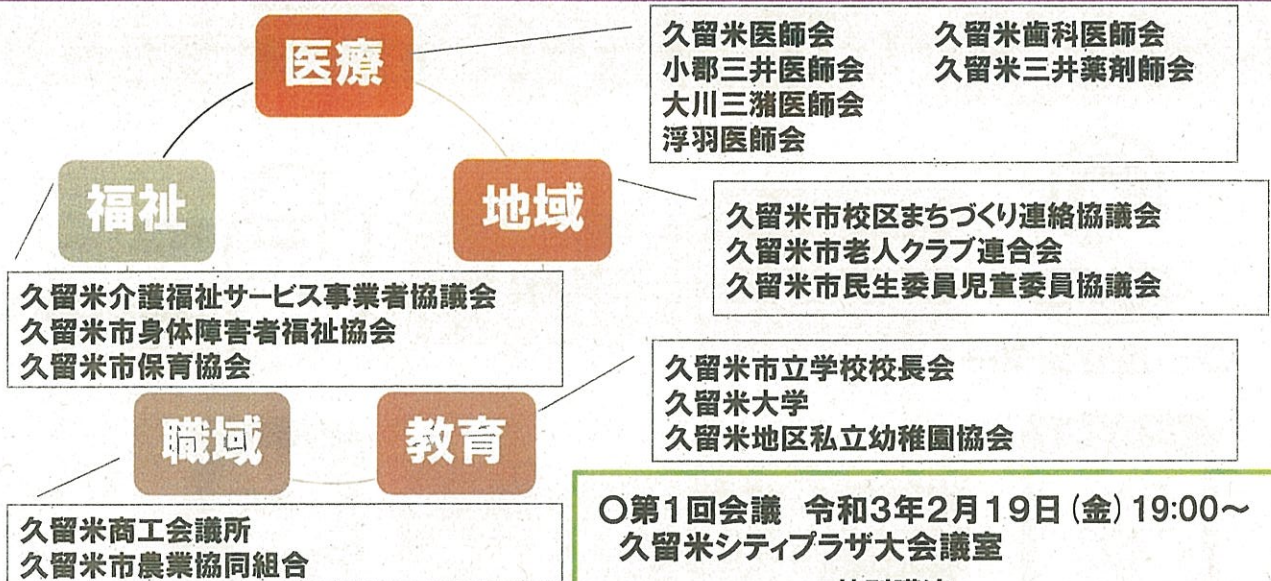 医療
久留米医師会 久留米歯科医師会
小郡三井医師会 久留米三井薬剤師会
大川三潴医師会
浮羽医師会
福祉
地域
久留米市校区まちづくり連絡協議会
久留米市老人クラブ連合会
久留米市民生委員児童委員協議会
久留米介護福祉サービス事業者協議会
久留米市身体障害者福祉協会
久留米市保育協会
久留米市立学校校長会
久留米大学
久留米地区私立幼稚園協会
職域
教育
久留米商工会議所
久留米市農業協同組合
〇第1回会議 令和3年2月19日(金)19:00~
久留米シティプラザ大会議室